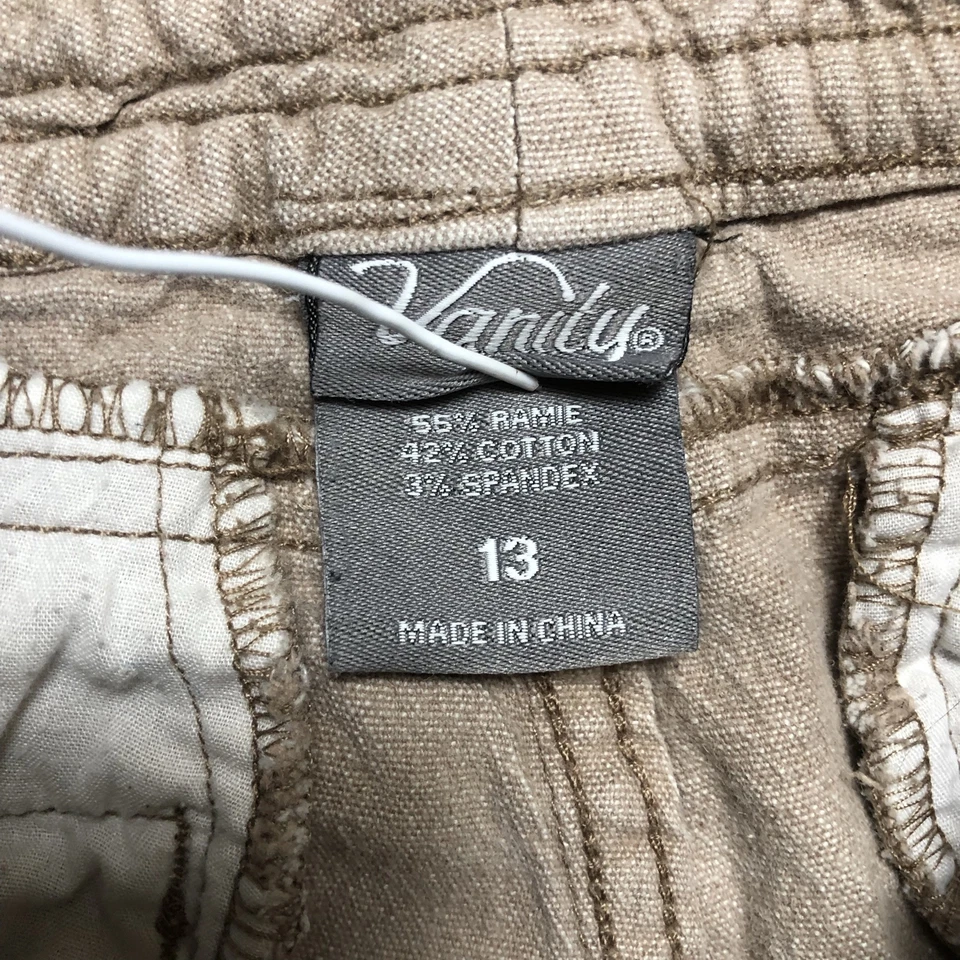 Vanity®
55% RAMIE
42% COTTON
3% SPANDEX
13
MADE IN CHINA